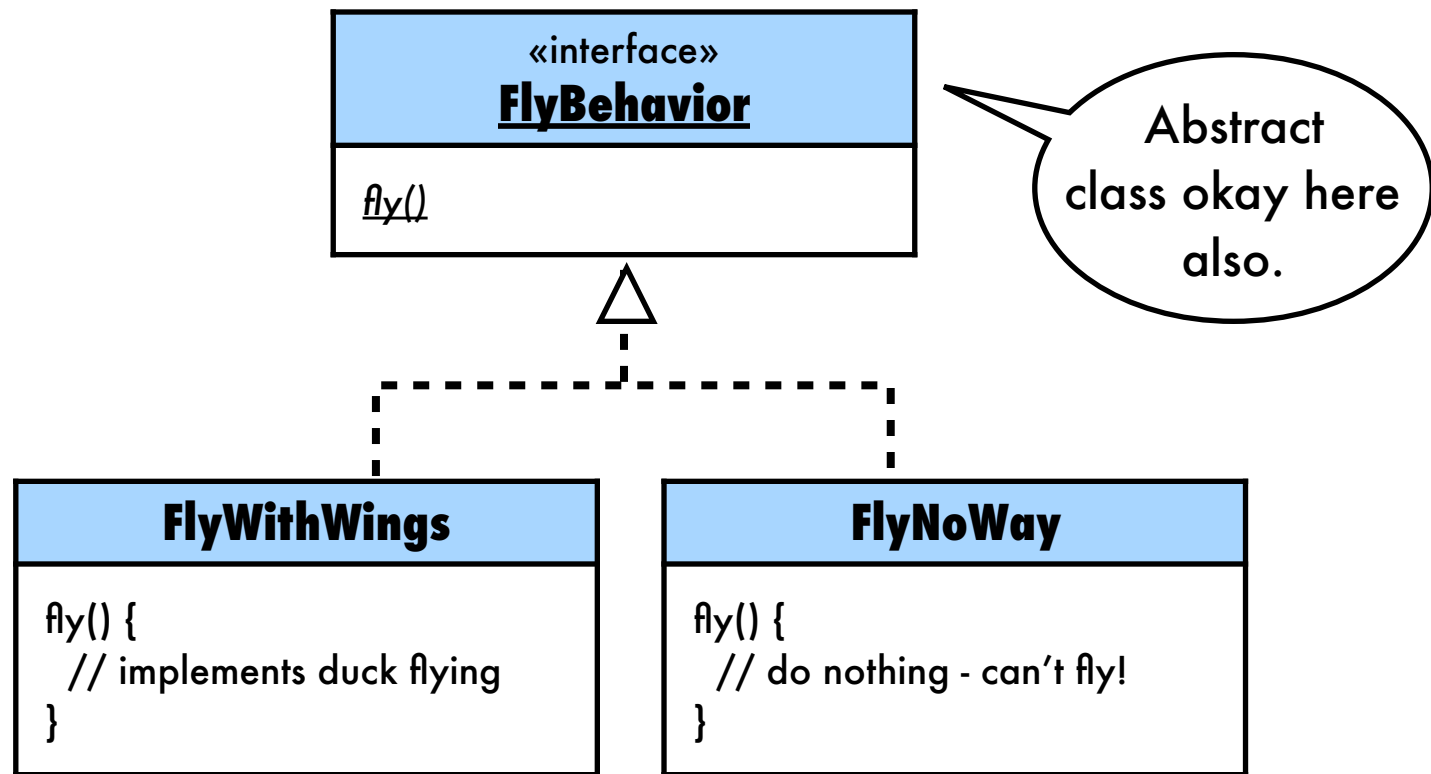 «interface»
FlyBehavior
fly()
Abstract
class okay here
also.
FlyWithWings
fly() {
// implements duck flying
}
FlyNoWay
fly() {
// do nothing - can’t fly!
}